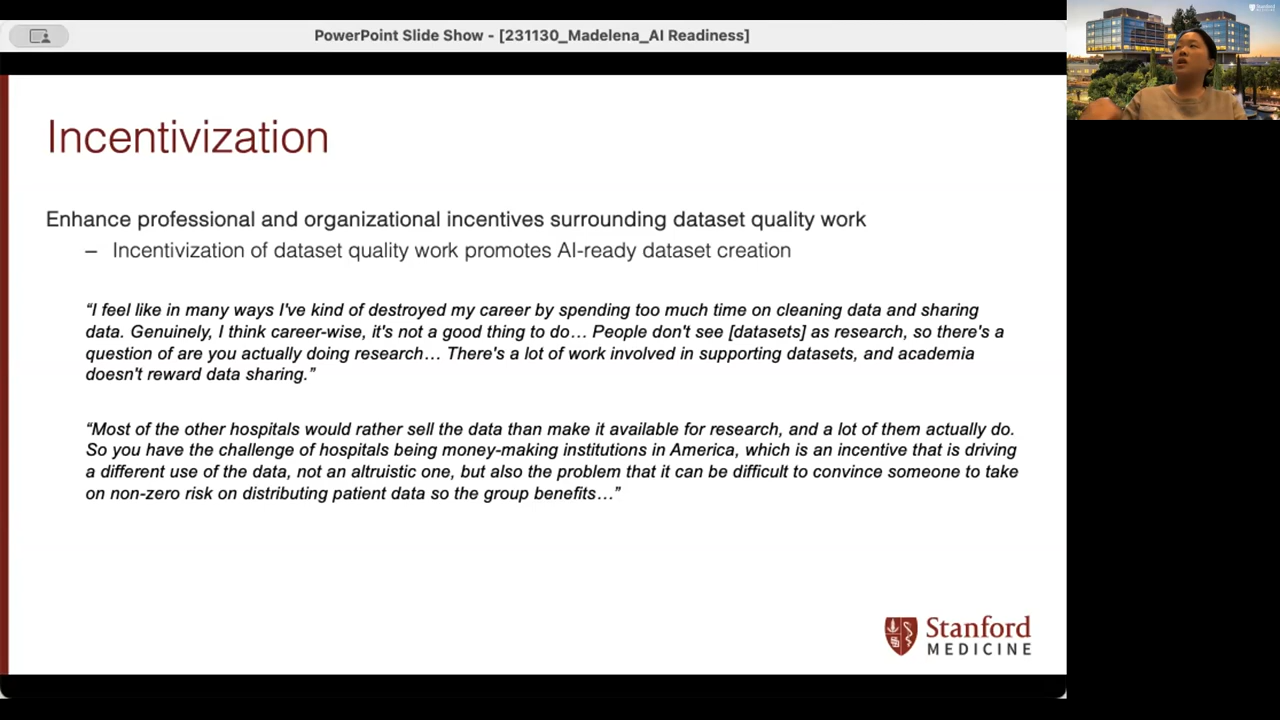 PowerPoint Slide Show - [231130_Madelena_AI Readiness]
Stanford
MEDICINE
Incentivization
Enhance professional and organizational incentives surrounding dataset quality work
– Incentivization of dataset quality work promotes AI-ready dataset creation
“I feel like in many ways I've kind of destroyed my career by spending too much time on cleaning data and sharing
data. Genuinely, I think career-wise, it's not a good thing to do… People don't see [datasets] as research, so there's a
question of are you actually doing research… There's a lot of work involved in supporting datasets, and academia
doesn't reward data sharing.”
“Most of the other hospitals would rather sell the data than make it available for research, and a lot of them actually do.
So you have the challenge of hospitals being money-making institutions in America, which is an incentive that is driving
a different use of the data, not an altruistic one, but also the problem that it can be difficult to convince someone to take
on non-zero risk on distributing patient data so the group benefits…”
Stanford
MEDICINE